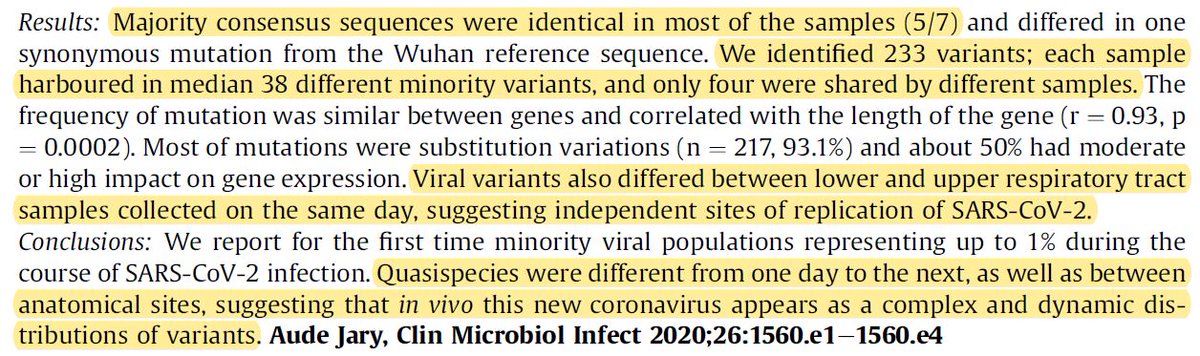 Results: Majority consensus sequences were identical in most of the samples (5/7) and differed in one
synonymous mutation from the Wuhan reference sequence. We identified 233 variants; each sample
harboured in median 38 different minority variants, and only four were shared by different samples. The
frequency of mutation was similar between genes and correlated with the length of the gene (r = 0.93, p
= 0.0002). Most of mutations were substitution variations (n = 217, 93.1%) and about 50% had moderate
or high impact on gene expression. Viral variants also differed between lower and upper respiratory tract
samples collected on the same day, suggesting independent sites of replication of SARS-CoV-2.
Conclusions: We report for the first time minority viral populations representing up to 1% during the
course of SARS-CoV-2 infection. Quasispecies were different from one day to the next, as well as between
anatomical sites, suggesting that in vivo this new coronavirus appears as a complex and dynamic dis-
tributions of variants. Aude Jary, Clin Microbiol Infect 2020;26:1560.e1−1560.e4